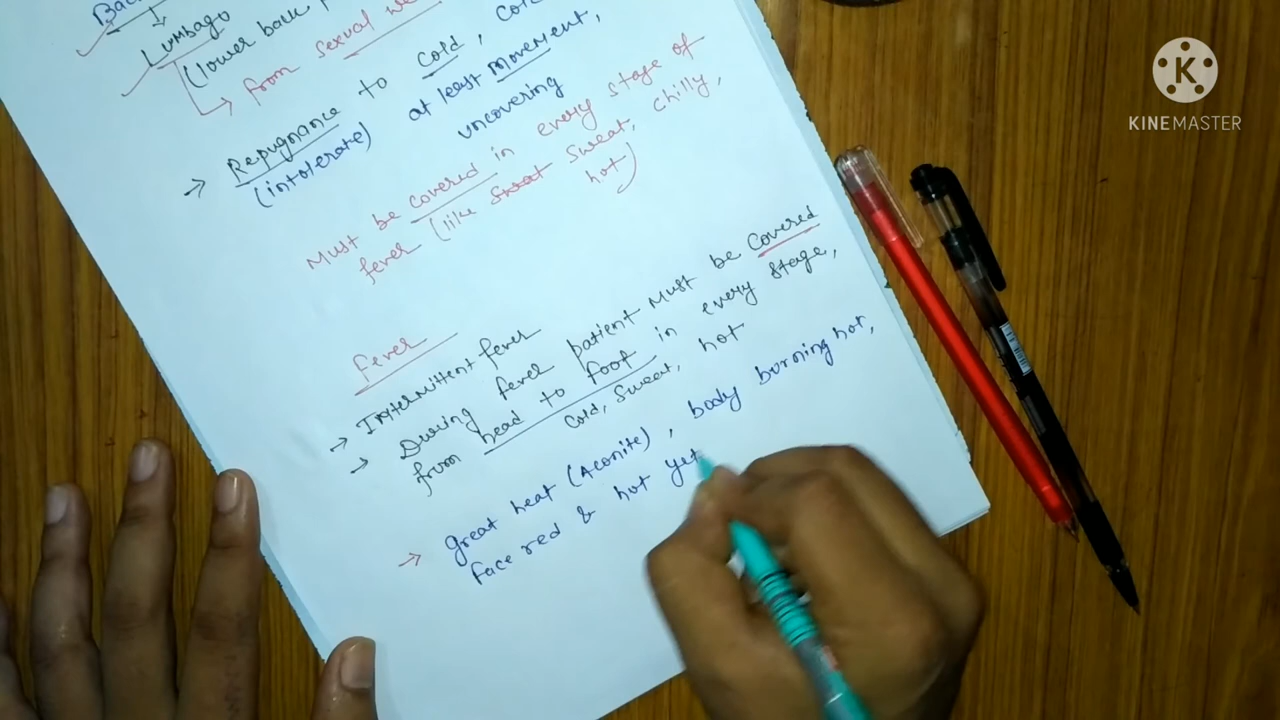 Lumbago
(lower back
→ from sexual
→ Repugnance to cold,
(intolerate) at least movement,
uncovering
Must be covered in every stage of
fever (like sweat, chilly,
hot)
Fever
→ Intermittent fever
→ During fever patient must be covered
from head to foot in every stage,
cold, sweat, hot
→ great heat (Aconite), body burning hot,
face red & hot yet
KINEMASTER